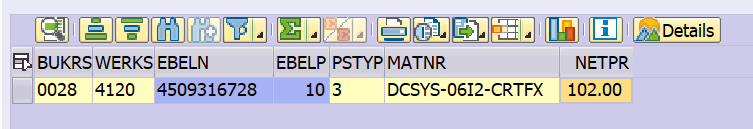 Details
BUKRS WERKS EBELN EBELP PSTYP MATNR NETPR
0028 4120 4509316728 10 3 DCSYS-06I2-CRTFX 102.00